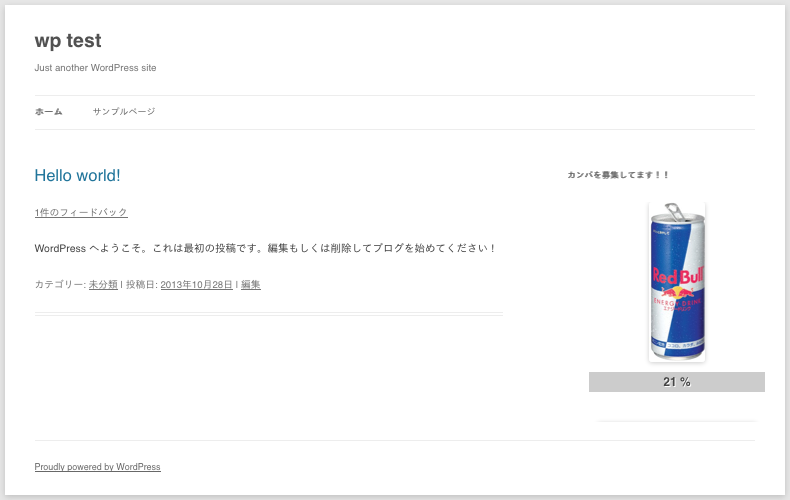 wp test
Just another WordPress site
ホーム サンプルページ
Hello world!
1件のフィードバック
WordPress へようこそ。これは最初の投稿です。編集もしくは削除してブログを始めてください！
カテゴリー: 未分類 | 投稿日: 2013年10月28日 | 編集
カンパを募集してます！！
RedBull
ENERGY DRINK
21 %
Proudly powered by WordPress